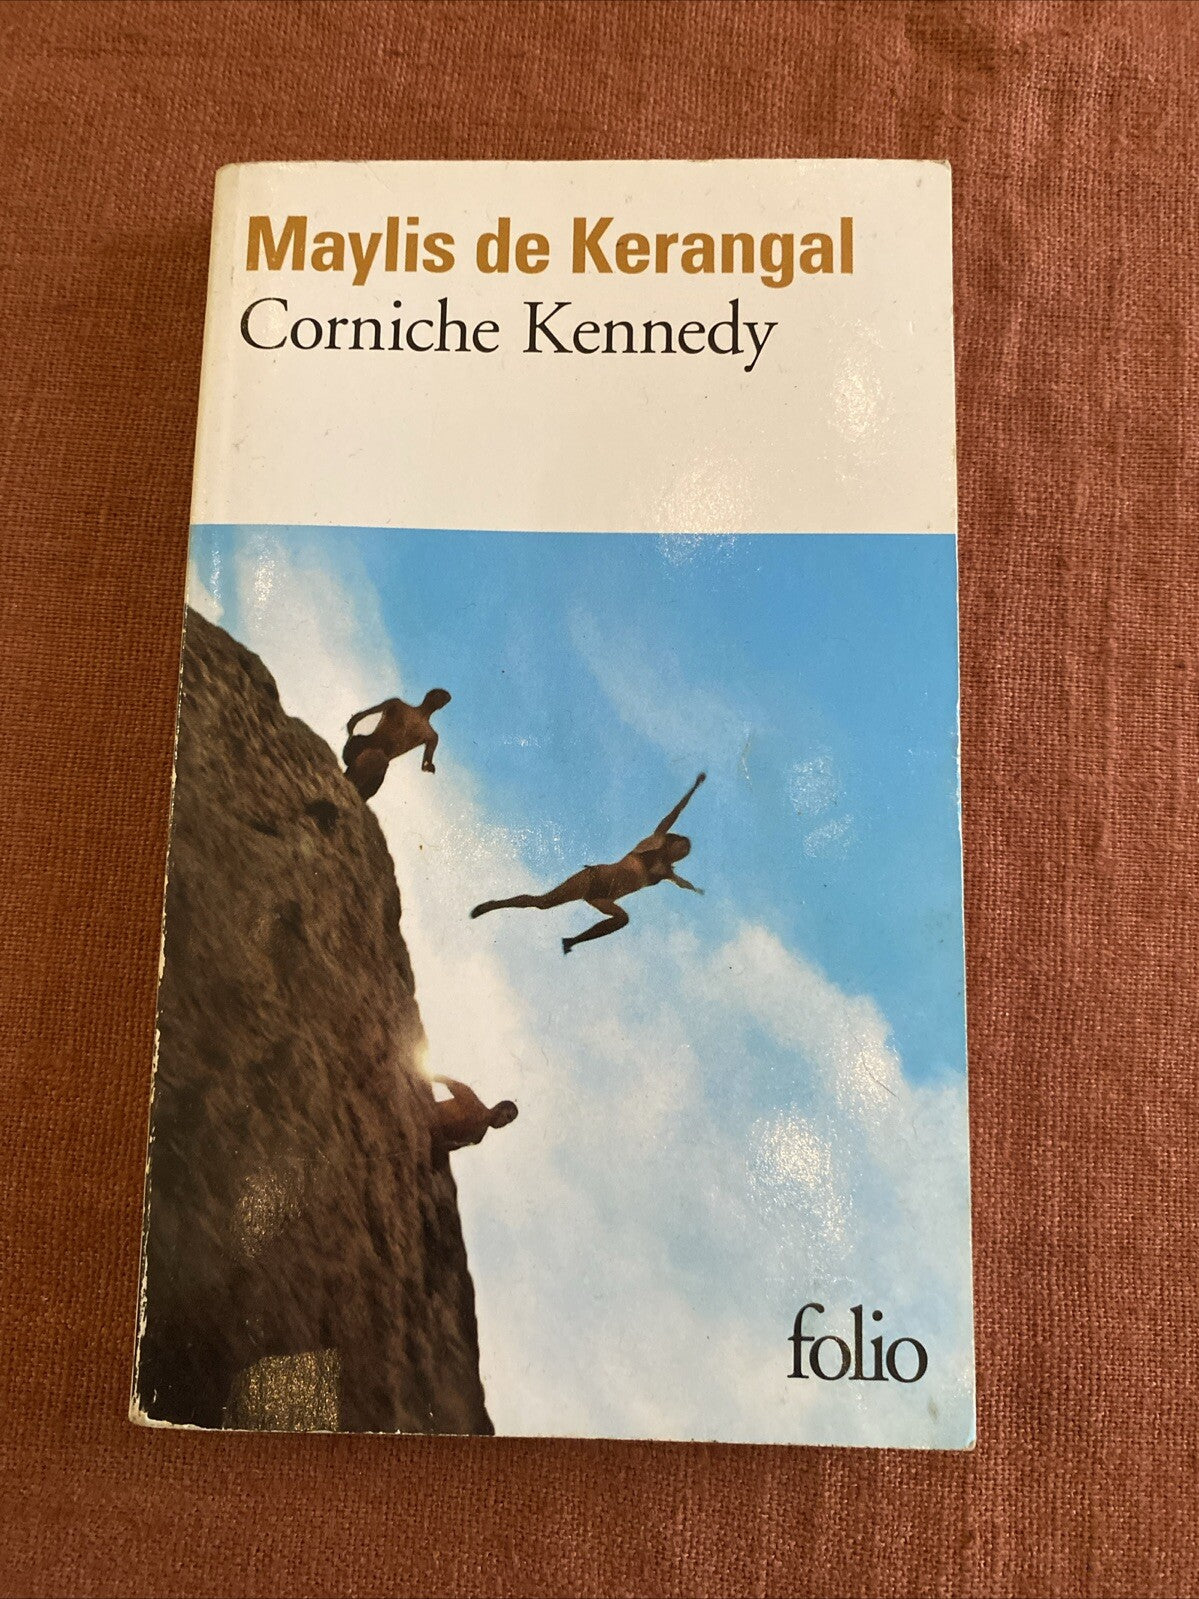 Maylis de Kerangal
Corniche Kennedy
folio